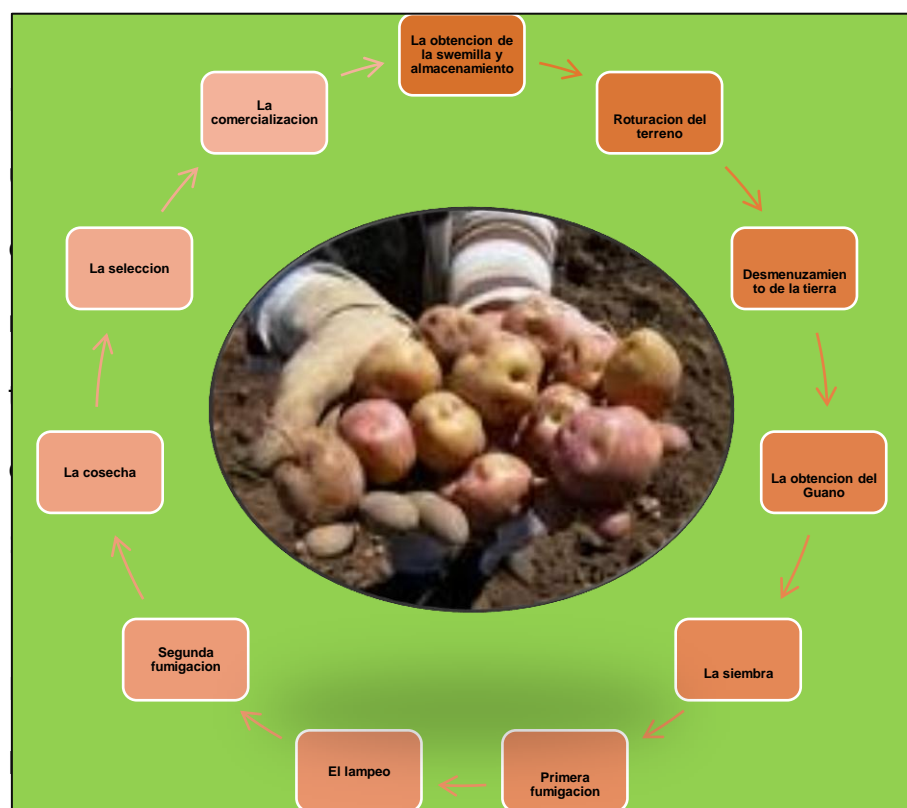 La obtencion de
la swemilla y
almacenamiento
Roturacion del
terreno
Desmenuzamien
to de la tierra
La obtencion del
Guano
La siembra
Primera
fumigacion
El lampeo
Segunda
fumigacion
La cosecha
La seleccion
La
comercializacion